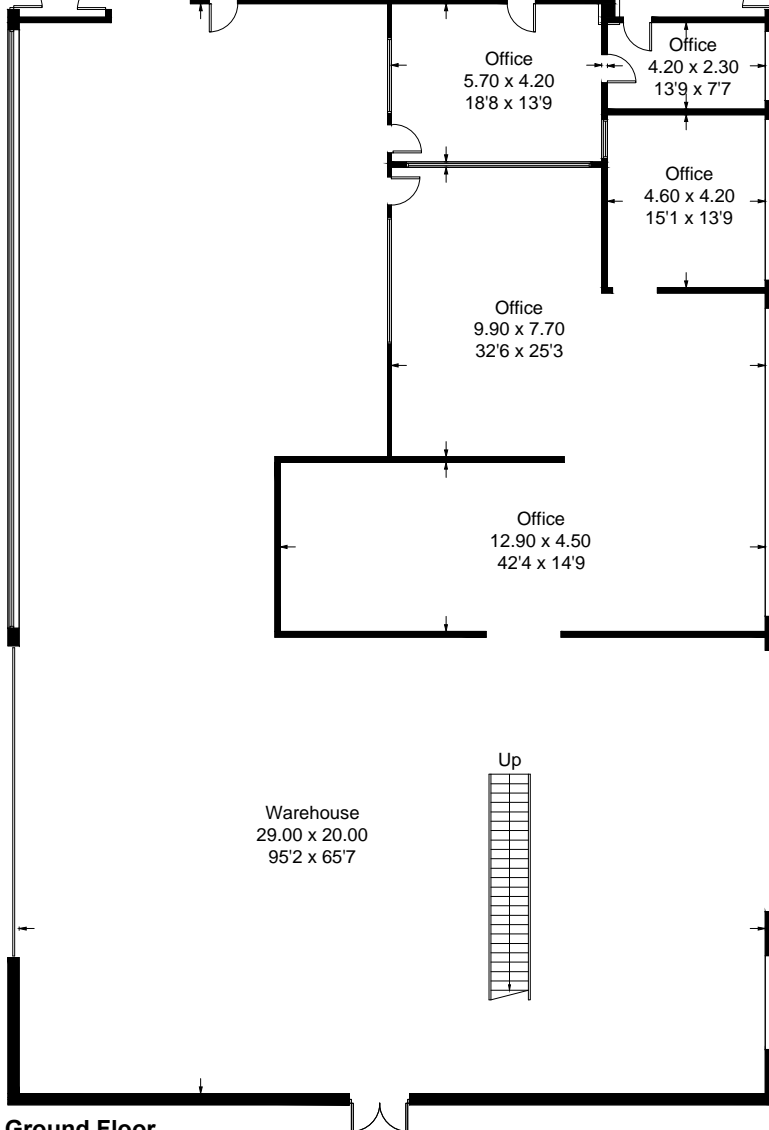 Office
5.70 x 4.20
18'8 x 13'9
Office
4.20 x 2.30
13'9 x 7'7
Office
4.60 x 4.20
15'1 x 13'9
Office
9.90 x 7.70
32'6 x 25'3
Office
12.90 x 4.50
42'4 x 14'9
Up
Warehouse
29.00 x 20.00
95'2 x 65'7
Ground Floor